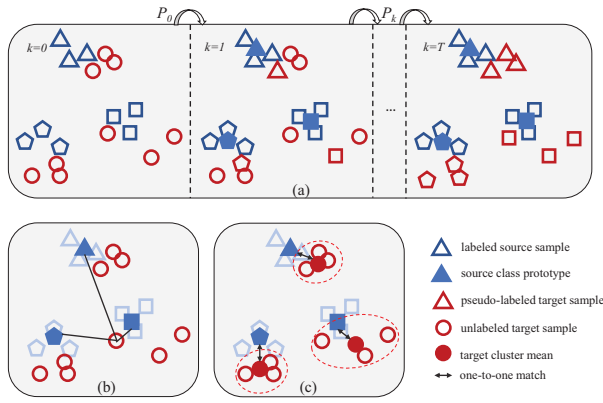 P0 Pk
k=0 k=1 k=T
...
(a)
(b) (c)
labeled source sample
source class prototype
pseudo-labeled target sample
unlabeled target sample
target cluster mean
one-to-one match